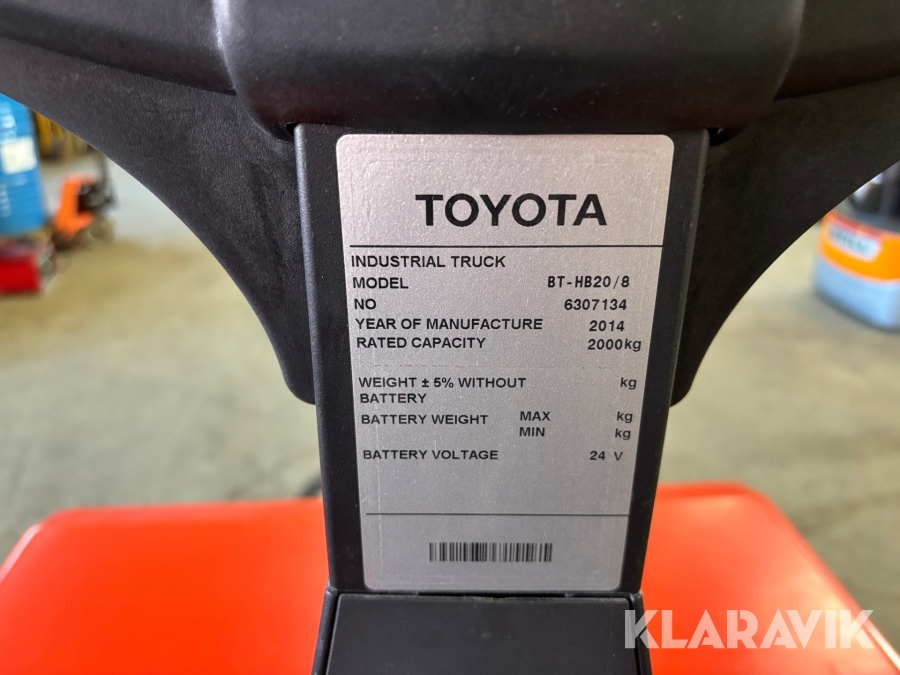 TOYOTA
INDUSTRIAL TRUCK
MODEL BT-HB20/8
NO 6307134
YEAR OF MANUFACTURE 2014
RATED CAPACITY 2000kg
WEIGHT ± 5% WITHOUT kg
BATTERY
BATTERY WEIGHT MAX kg
MIN kg
BATTERY VOLTAGE 24 V
KLARAVIK